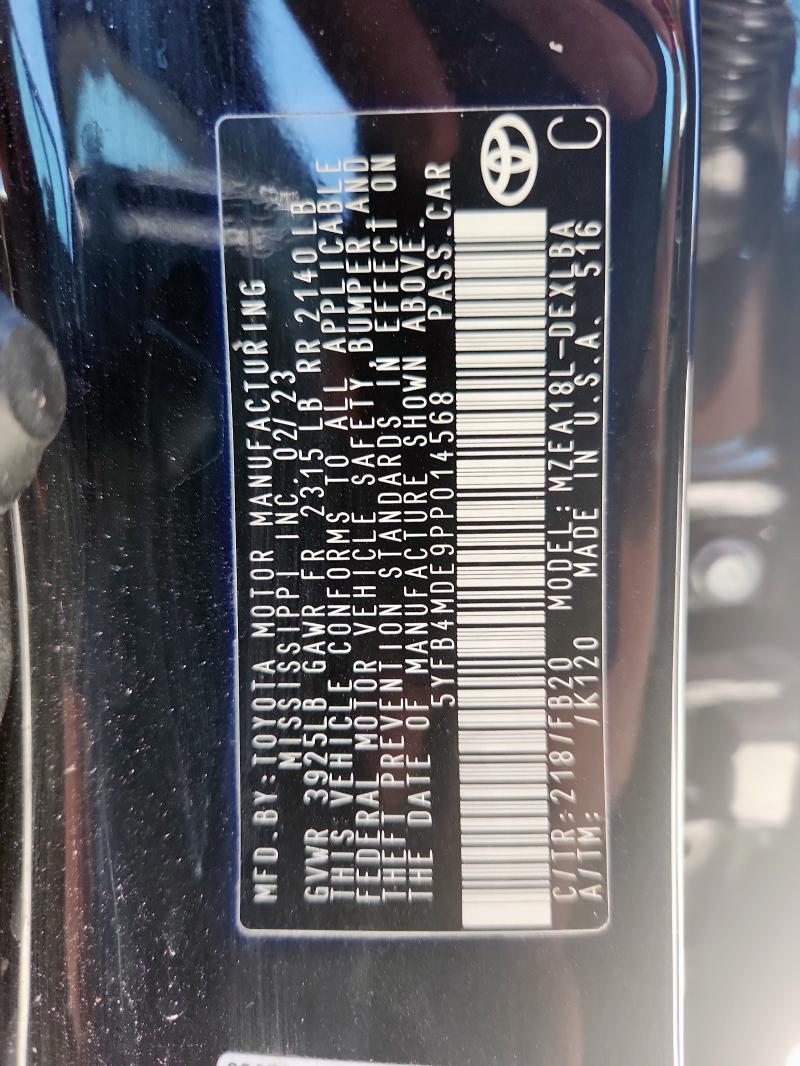 MFD.BY:TOYOTA MOTOR MANUFACTURING
MISSISSIPPI INC. 02/23
GVWR 3925LB GAWR FR 2315 LB RR 2140LB
THIS VEHICLE CONFORMS TO ALL APPLICABLE
FEDERAL MOTOR VEHICLE SAFETY, BUMPER, AND
THEFT PREVENTION STANDARDS IN EFFECT ON
THE DATE OF MANUFACTURE SHOWN ABOVE.
5YFB4MDE9PP014568 PASS.CAR
C/TR:218 /FB20 MODEL:MZEA18L-DEXLBA
A/TM: /K120 MADE IN U.S.A. 516
C